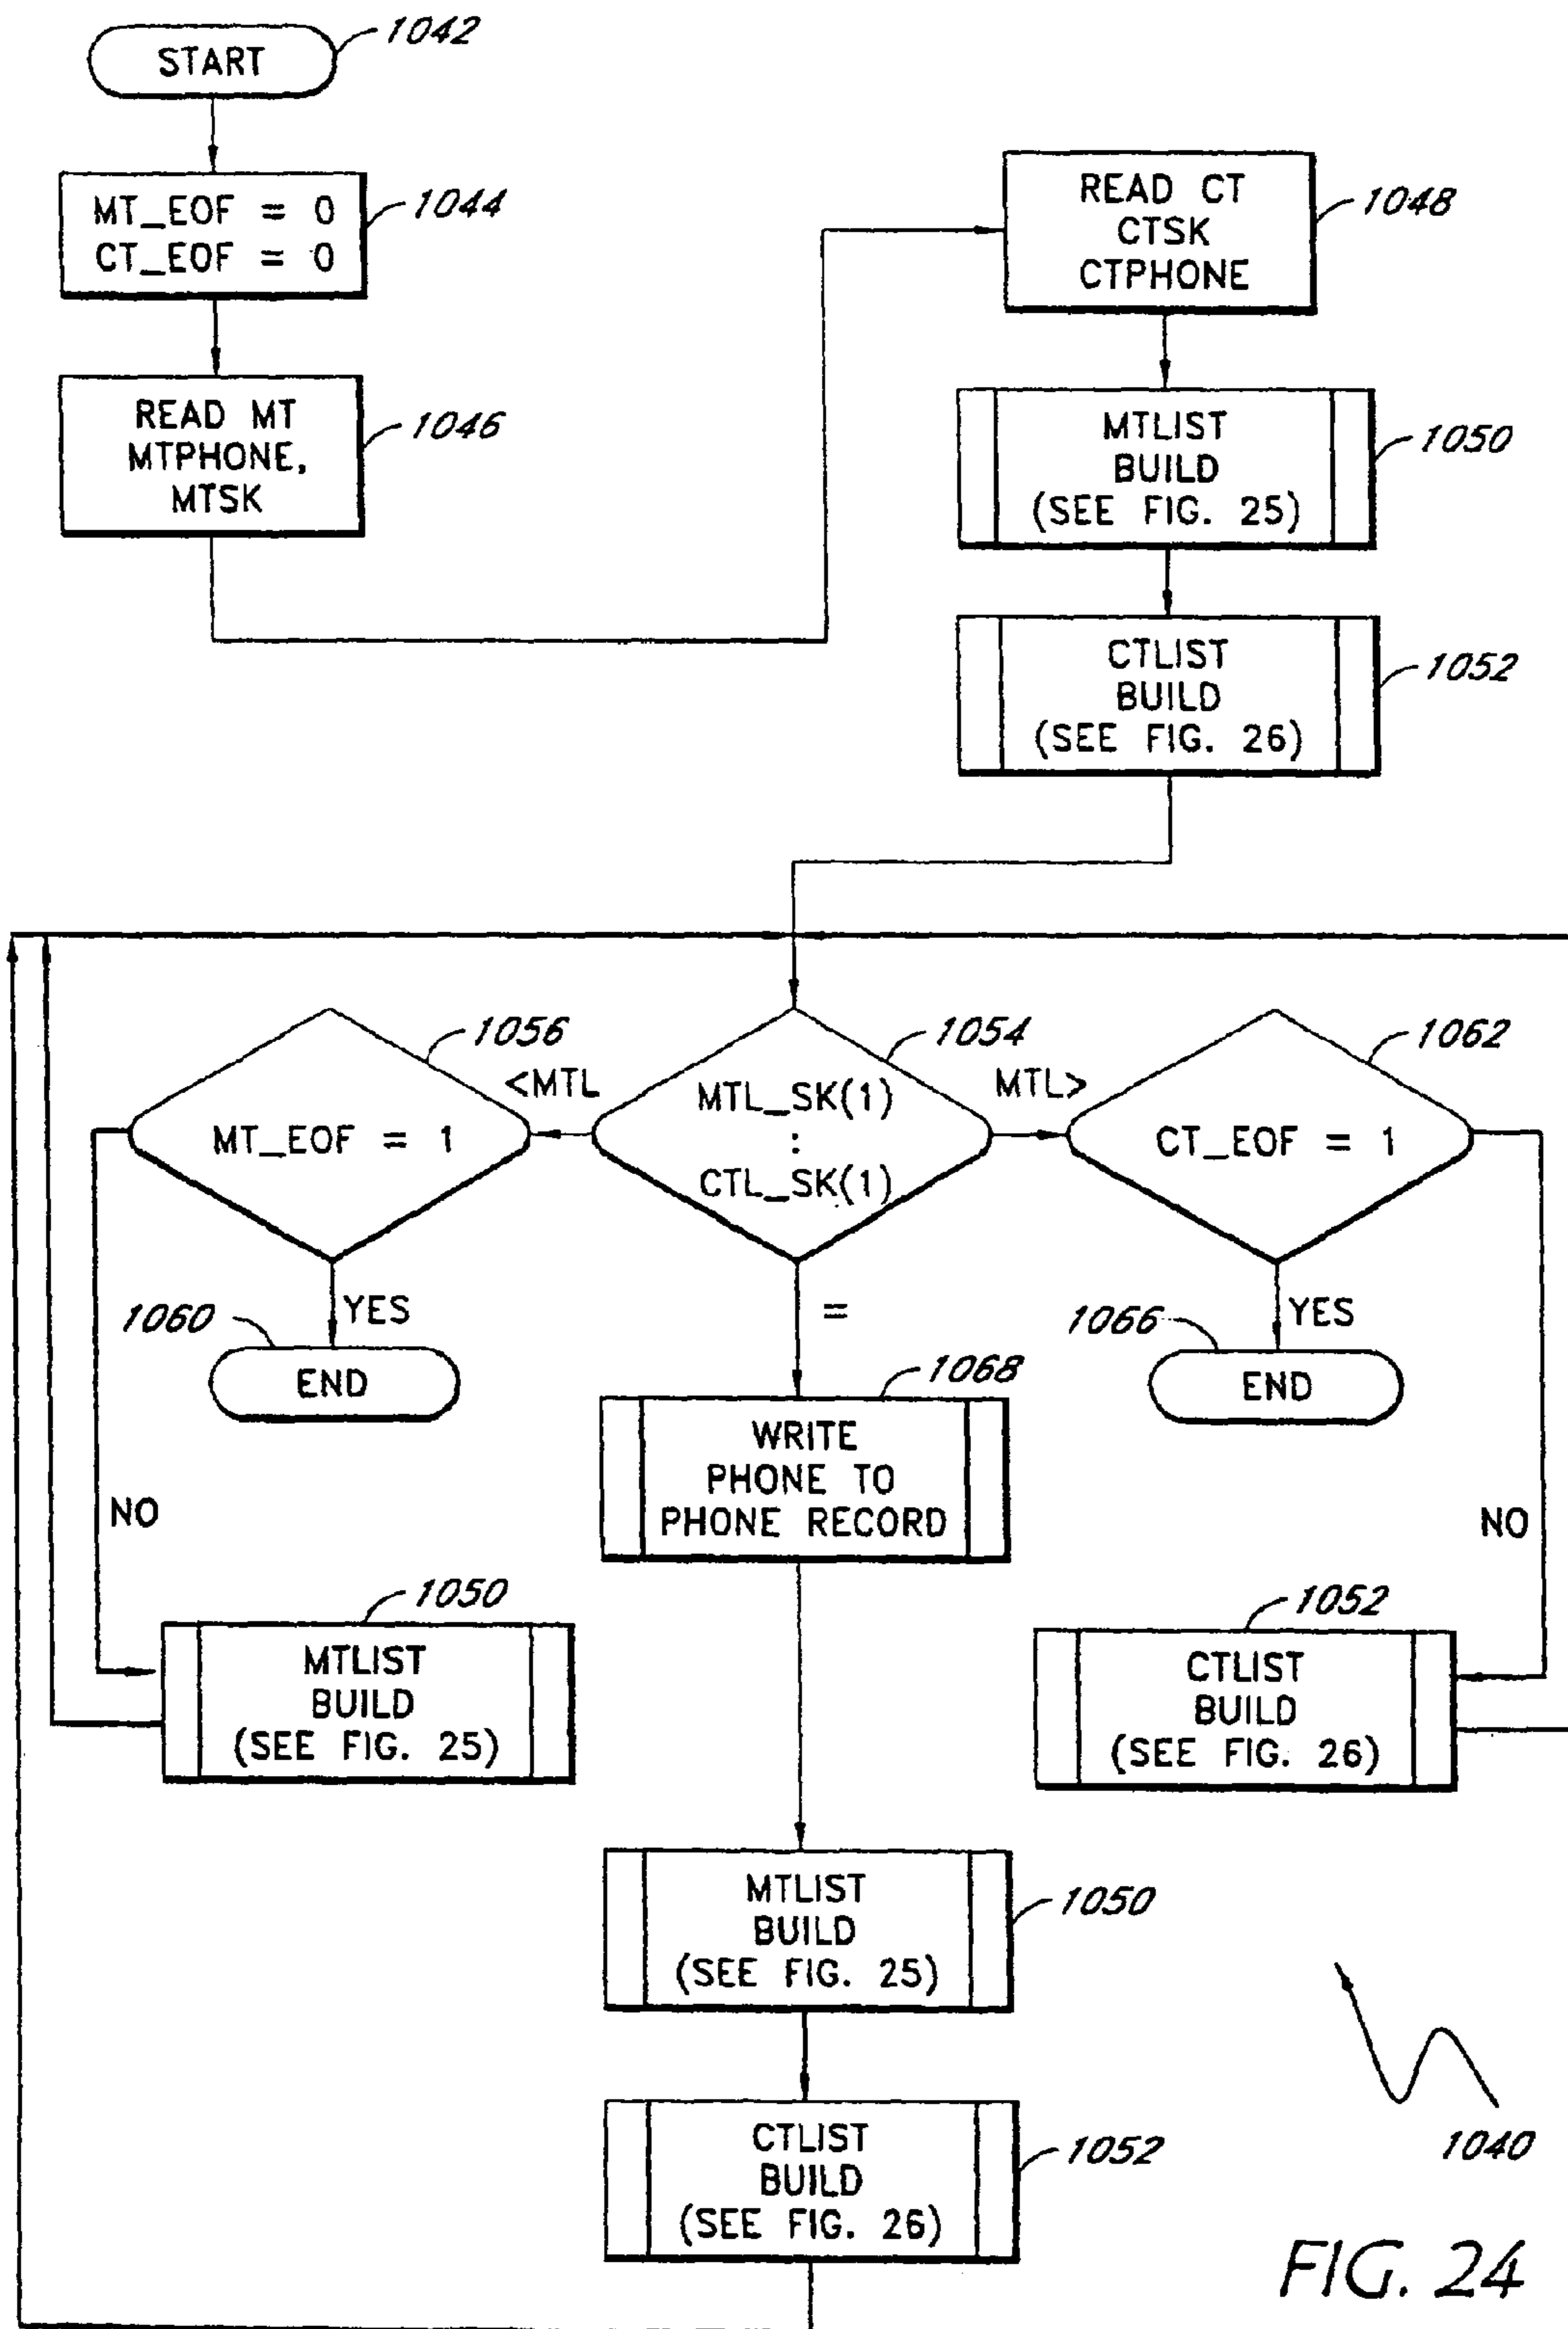 START
1042
MT_EOF = 0
CT_EOF = 0
1044
READ MT
MTPHONE,
MTSK
1046
READ CT
CTSK
CTPHONE
1048
MTLIST
BUILD
(SEE FIG. 25)
1050
CTLIST
BUILD
(SEE FIG. 26)
1052
MT_EOF = 1
1056
<MTL
MTL_SK(1)
:
CTL_SK(1)
1054
MTL>
CT_EOF = 1
1062
YES
1060
END
=
YES
1066
END
NO
1068
WRITE
PHONE TO
PHONE RECORD
NO
1050
MTLIST
BUILD
(SEE FIG. 25)
1052
CTLIST
BUILD
(SEE FIG. 26)
MTLIST
BUILD
(SEE FIG. 25)
1050
CTLIST
BUILD
(SEE FIG. 26)
1052
1040
FIG. 24